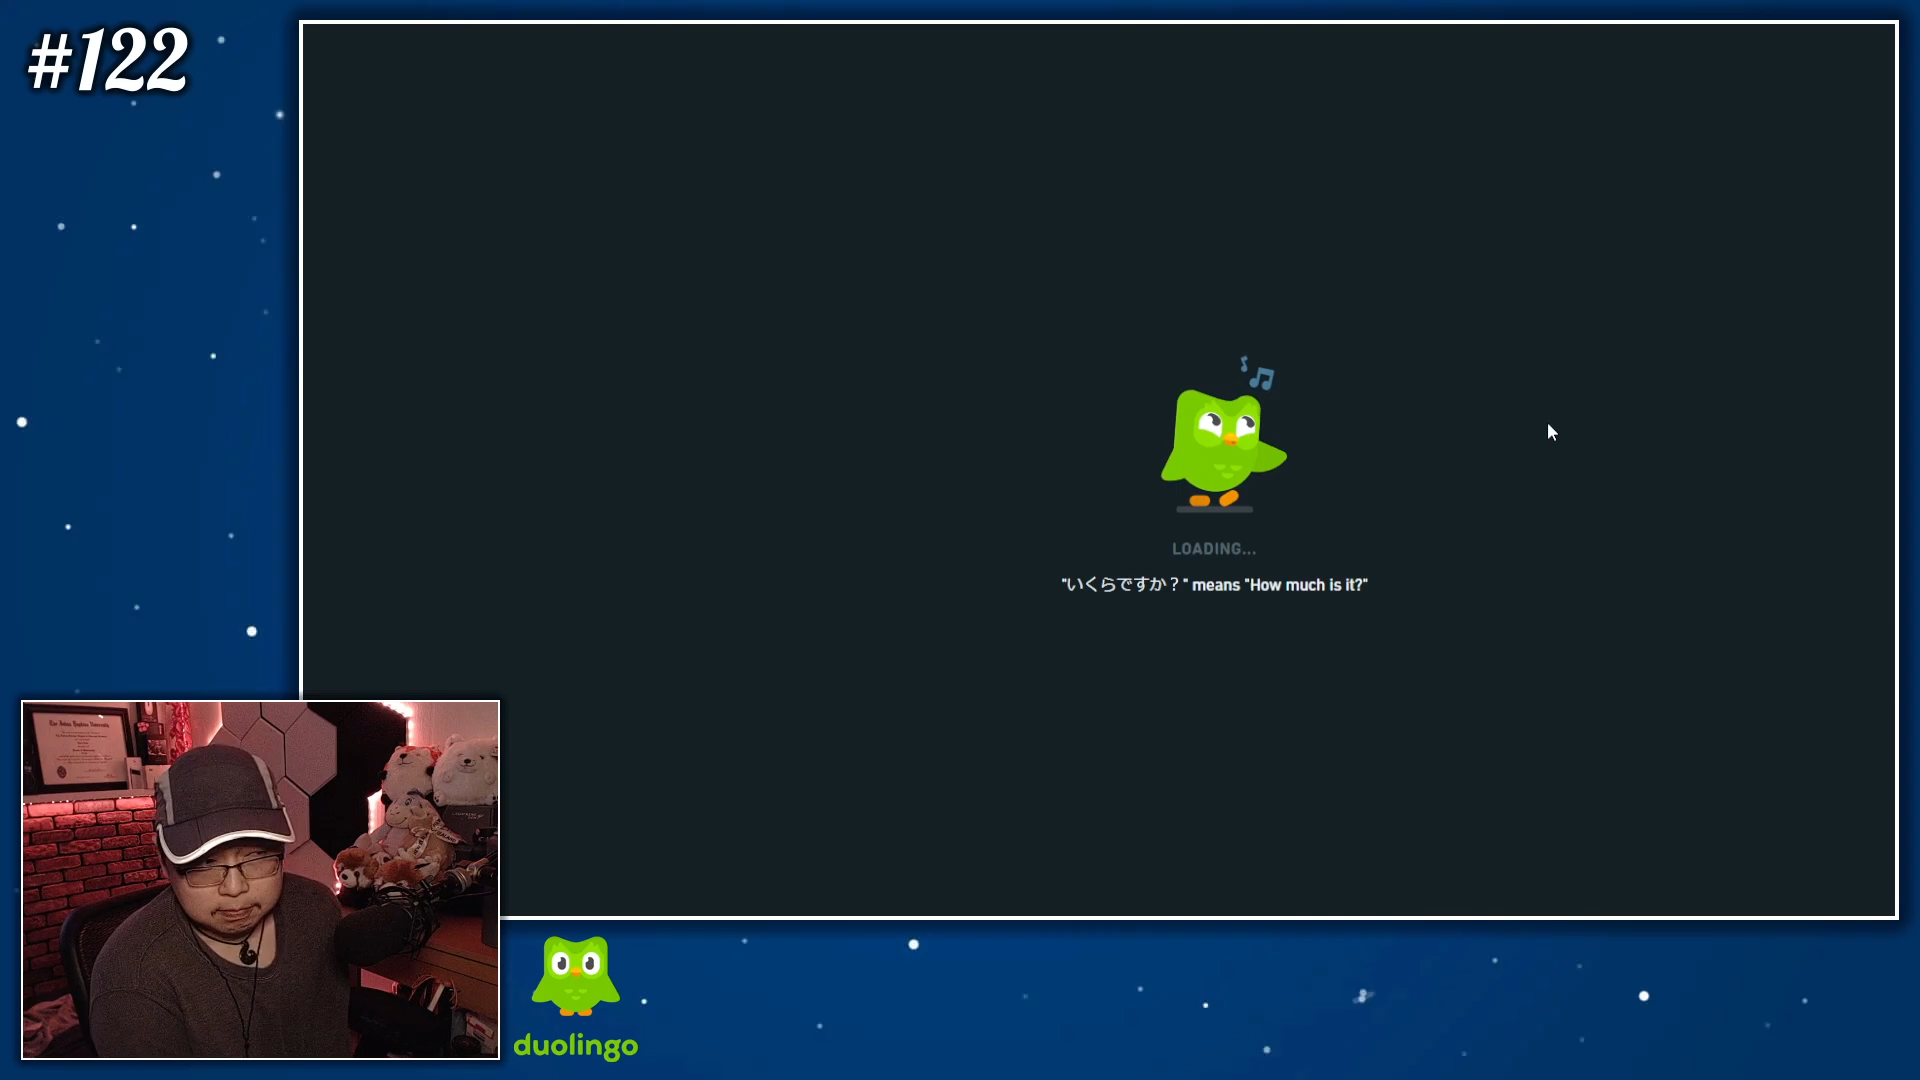 #122
LOADING...
"いくらですか？" means "How much is it?"
duolingo